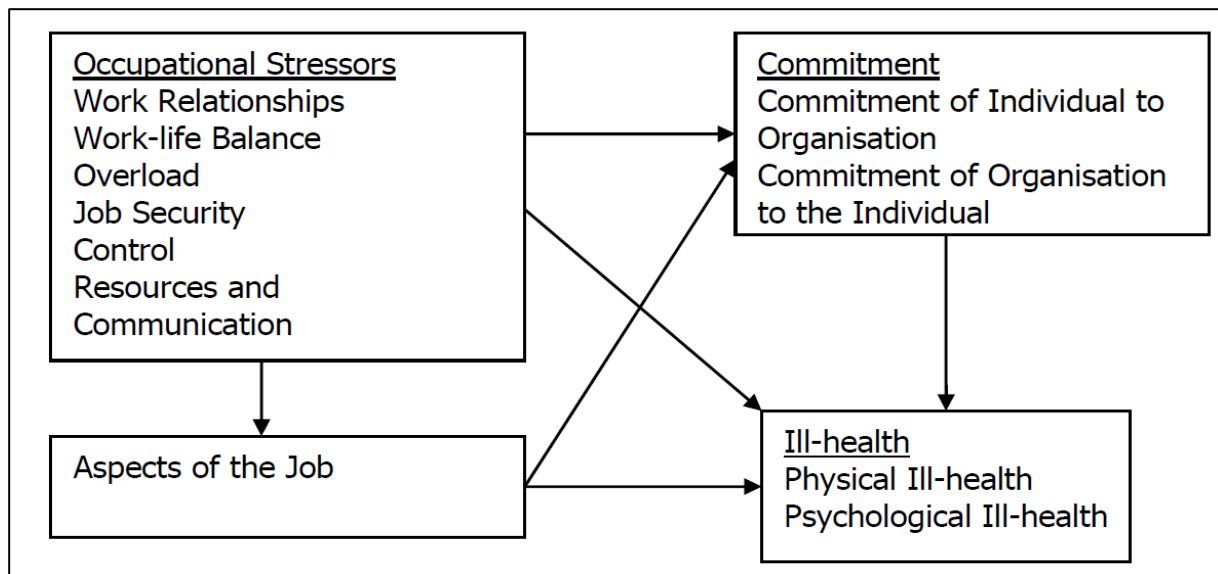 Occupational Stressors
Work Relationships
Work-life Balance
Overload
Job Security
Control
Resources and
Communication
Commitment
Commitment of Individual to
Organisation
Commitment of Organisation
to the Individual
Aspects of the Job
Ill-health
Physical Ill-health
Psychological Ill-health